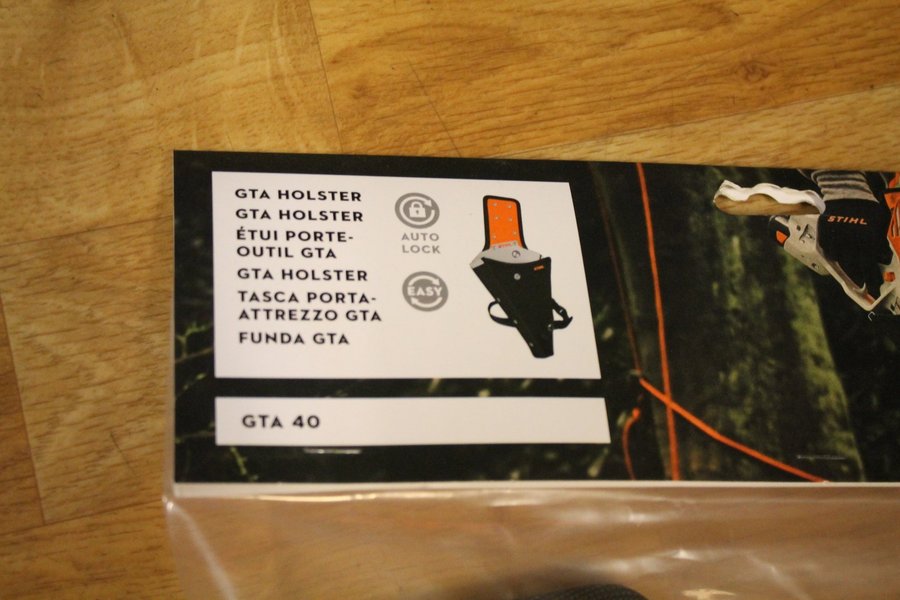 GTA HOLSTER
GTA HOLSTER
ÉTUI PORTE-
OUTIL GTA
GTA HOLSTER
TASCA PORTA-
ATTREZZO GTA
FUNDA GTA
AUTO
LOCK
EASY
GTA 40
STIHL